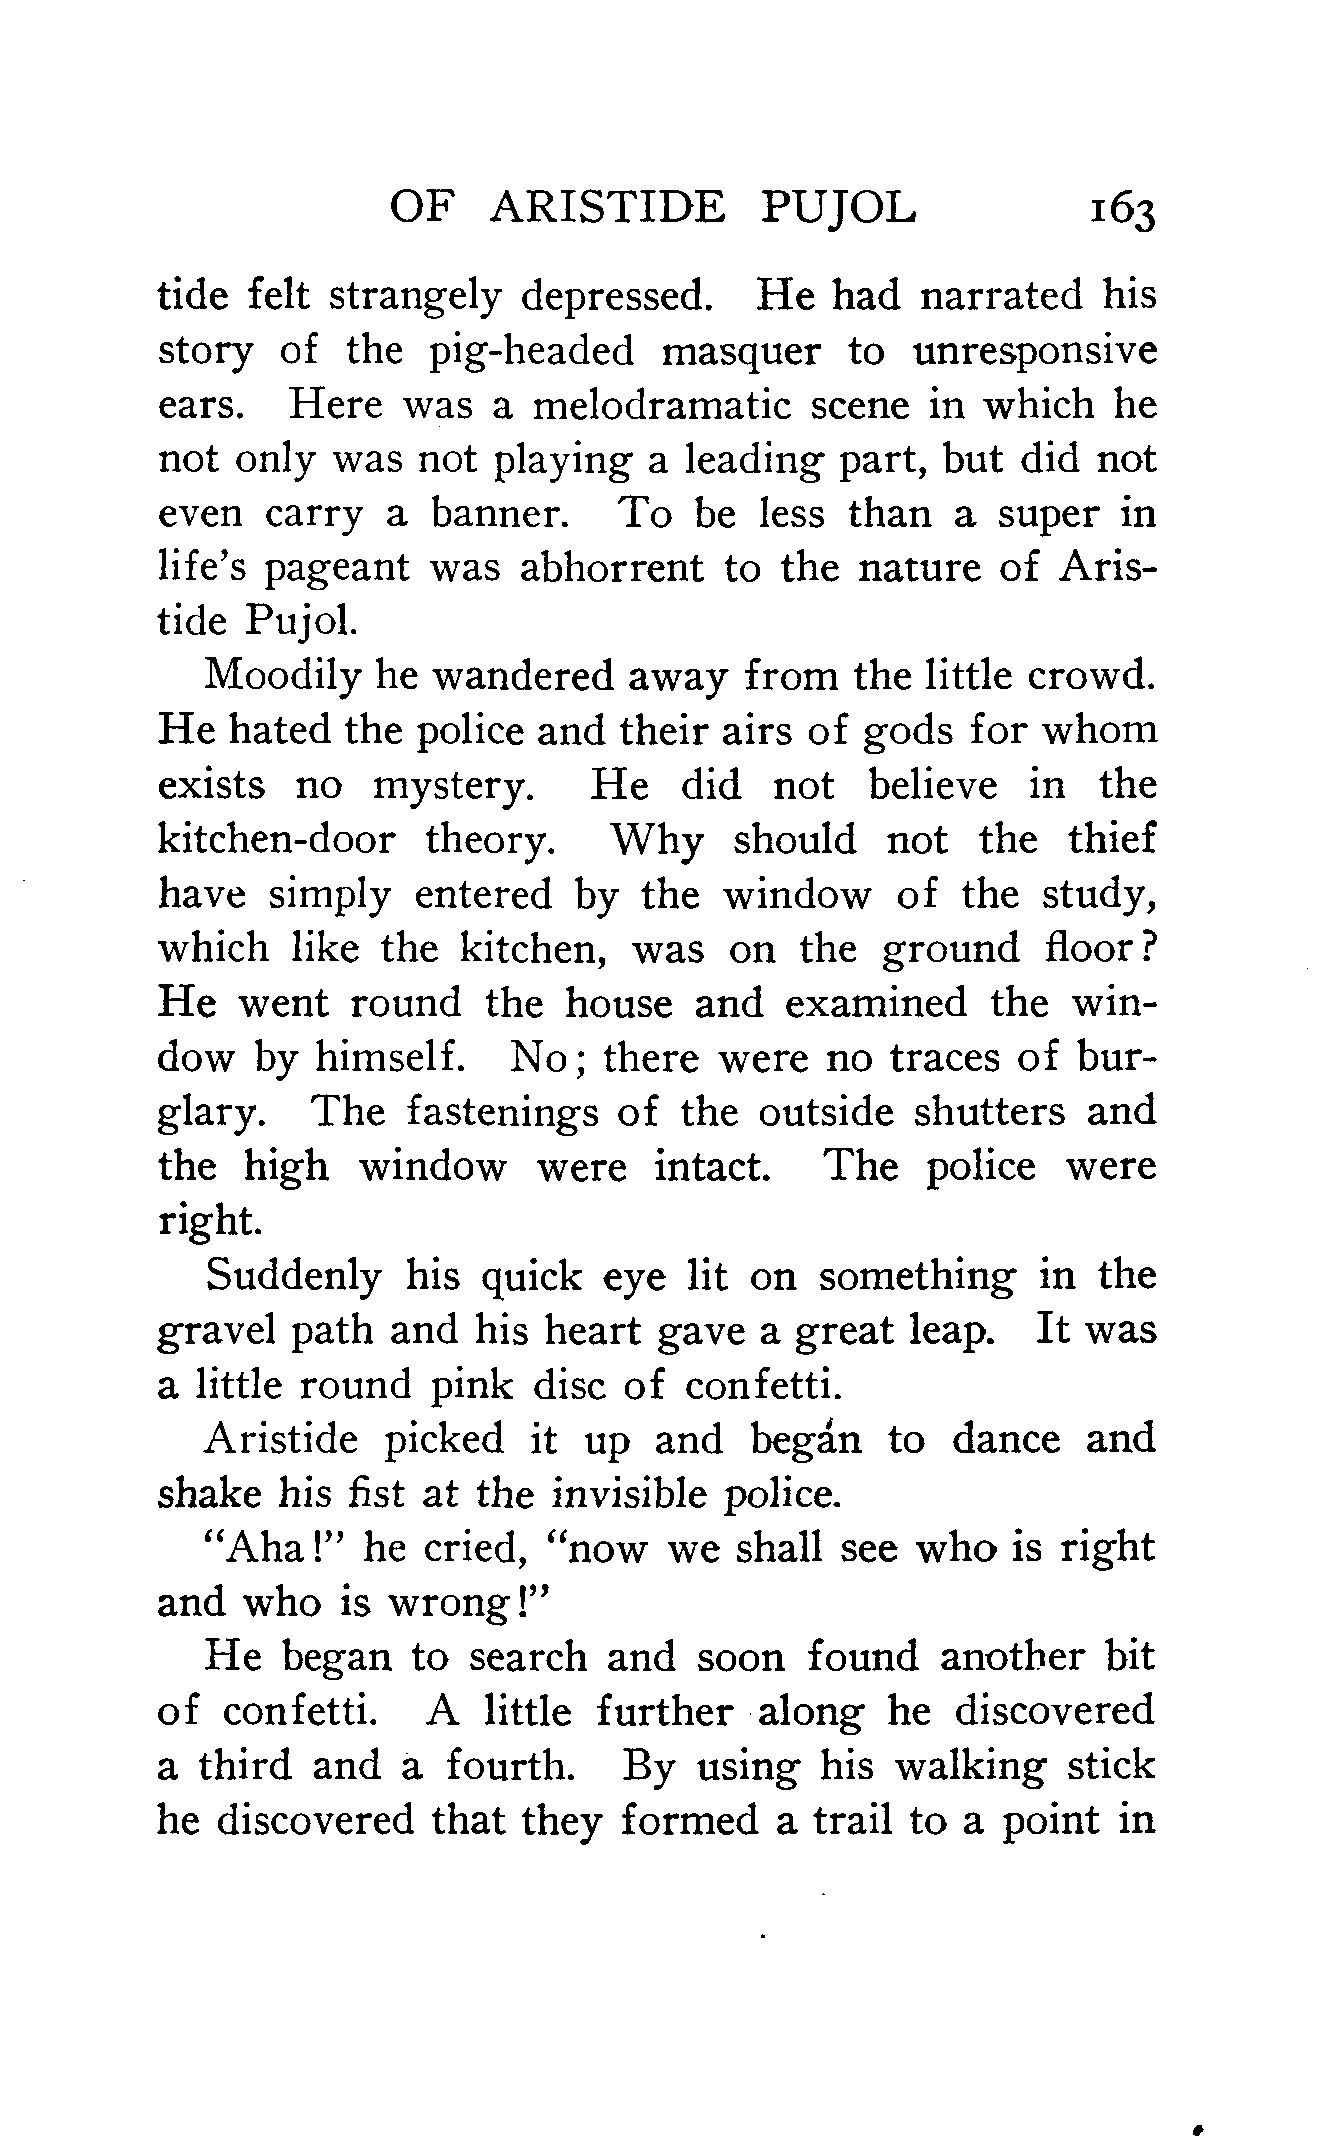 OF ARISTIDE PUJOL 163
tide felt strangely depressed. He had narrated his
story of the pig-headed masquer to unresponsive
ears. Here was a melodramatic scene in which he
not only was not playing a leading part, but did not
even carry a banner. To be less than a super in
life's pageant was abhorrent to the nature of Aris-
tide Pujol.
Moodily he wandered away from the little crowd.
He hated the police and their airs of gods for whom
exists no mystery. He did not believe in the
kitchen-door theory. Why should not the thief
have simply entered by the window of the study,
which like the kitchen, was on the ground floor?
He went round the house and examined the win-
dow by himself. No; there were no traces of bur-
glary. The fastenings of the outside shutters and
the high window were intact. The police were
right.
Suddenly his quick eye lit on something in the
gravel path and his heart gave a great leap. It was
a little round pink disc of confetti.
Aristide picked it up and began to dance and
shake his fist at the invisible police.
"Aha!" he cried, "now we shall see who is right
and who is wrong!"
He began to search and soon found another bit
of confetti. A little further along he discovered
a third and a fourth. By using his walking stick
he discovered that they formed a trail to a point in